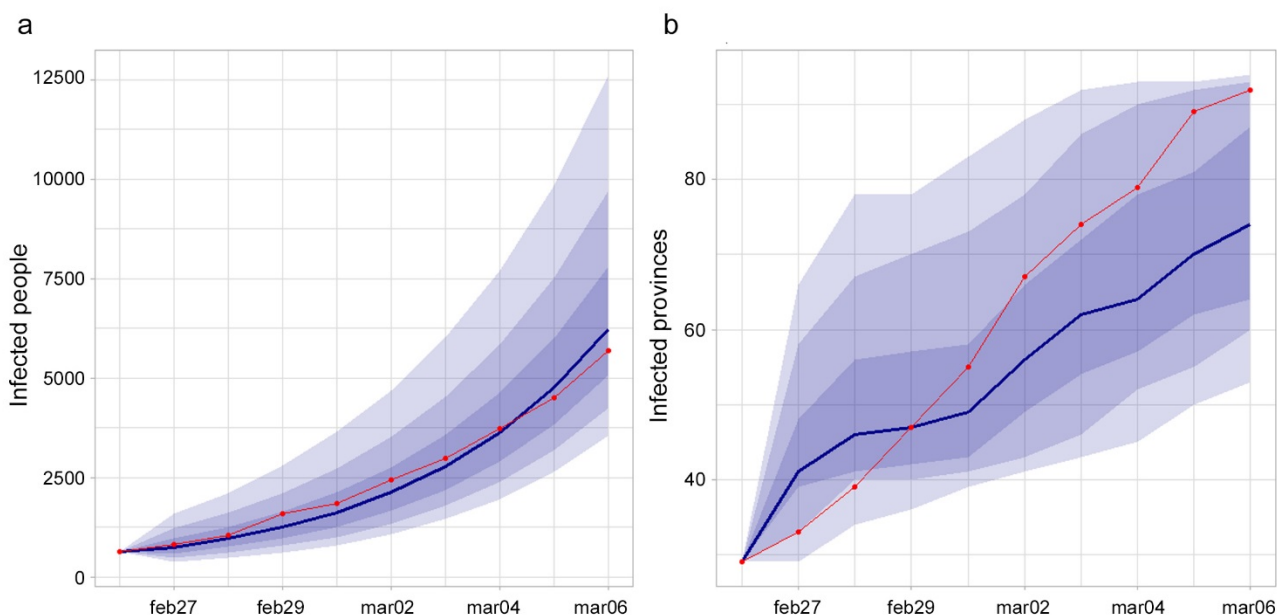 a
Infected people
12500
10000
7500
5000
2500
0
feb27 feb29 mar02 mar04 mar06
b
Infected provinces
80
60
40
feb27 feb29 mar02 mar04 mar06